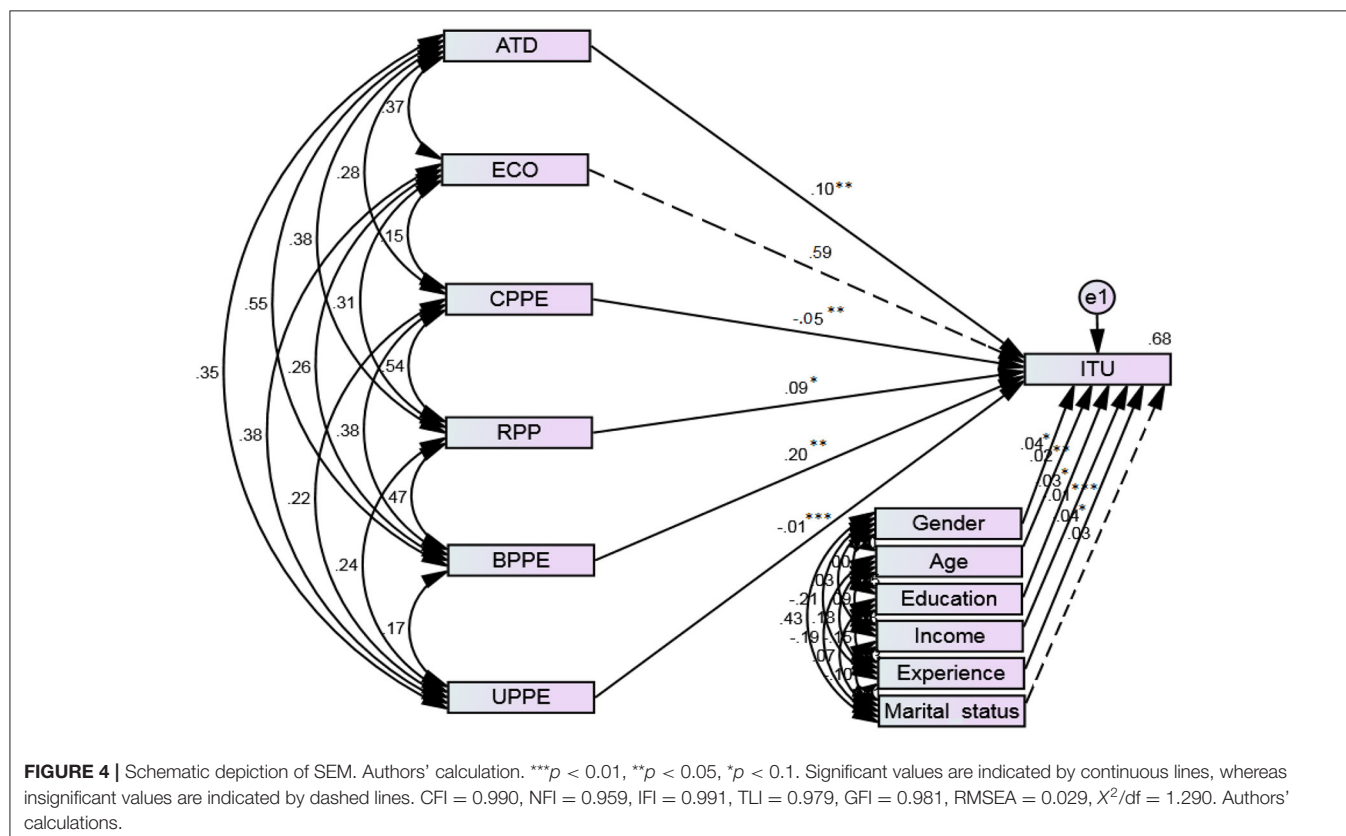 ATD
.37
ECO
.28
.10**
.15
.38
.59
CPPE
.55
.31
-.05**
e1
.68
ITU
.35
.26
.54
.09*
RPP
.38
.38
.20**
.04*
.02**
.03*
-.01***
.04*
.03
.22
.47
-.01***
Gender
.24
BPPE
Age
.00
.03
Education
-.21
.09
.43
.13
Income
.17
-.19
-.15
.07
Experience
-.10
UPPE
Marital status
FIGURE 4 | Schematic depiction of SEM. Authors' calculation. ***p < 0.01, **p < 0.05, *p < 0.1. Significant values are indicated by continuous lines, whereas
insignificant values are indicated by dashed lines. CFI = 0.990, NFI = 0.959, IFI = 0.991, TLI = 0.979, GFI = 0.981, RMSEA = 0.029, X²/df = 1.290. Authors'
calculations.